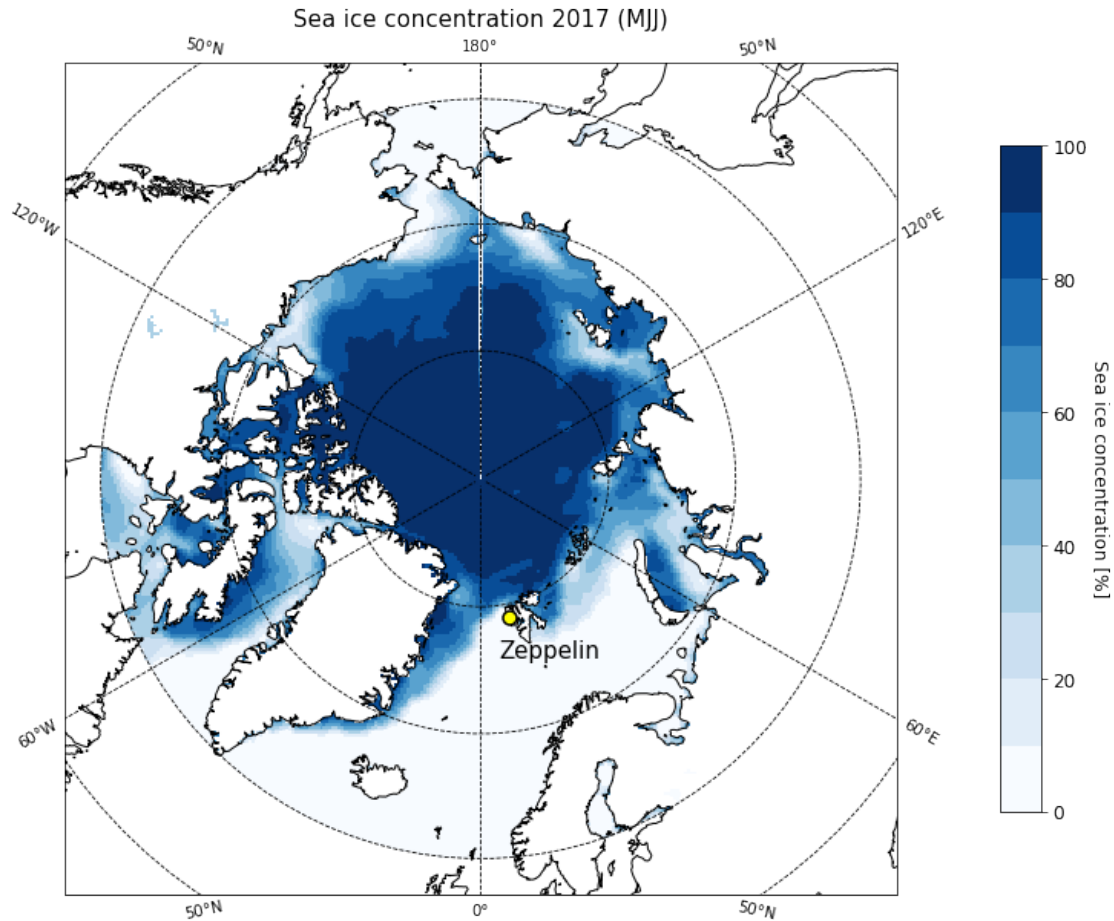 Sea ice concentration 2017 (MJJ)
50°N
180°
50°N
120°W
120°E
100
80
60
40
20
0
Sea ice concentration [%]
Zeppelin
60°W
60°E
50°N
0°
50°N